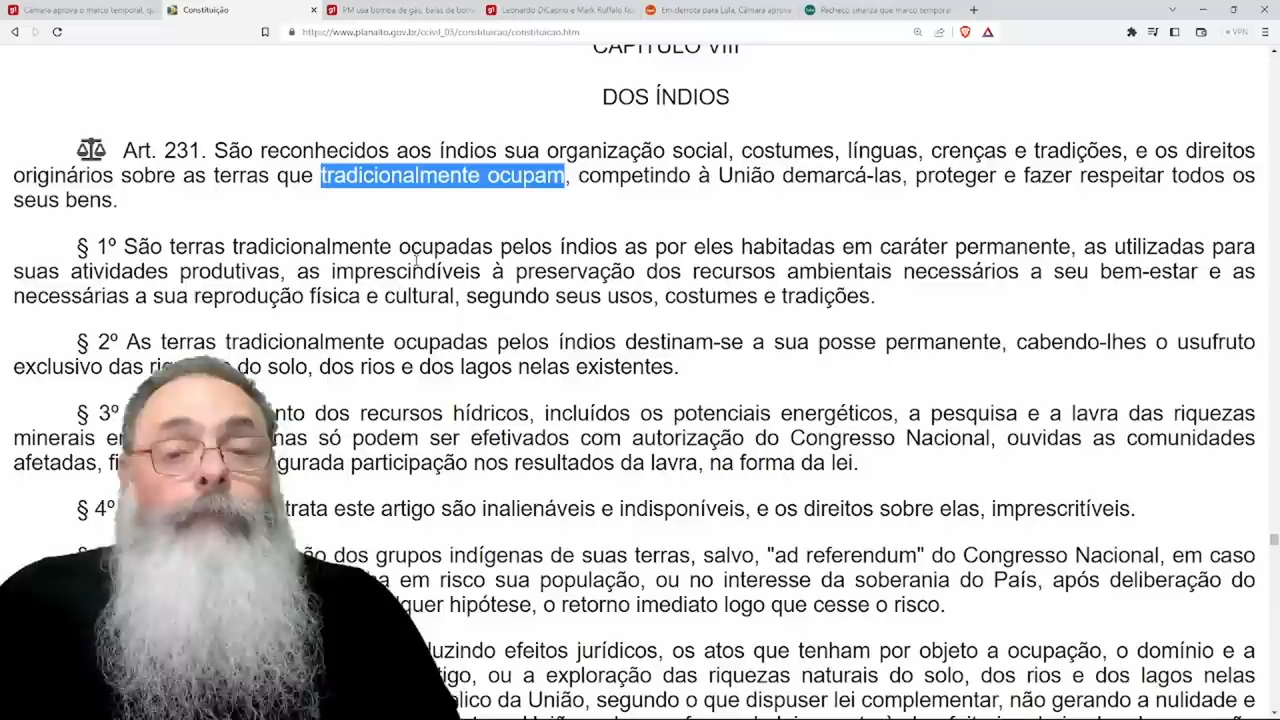 Câmara aprova o marco temporal, qu
Constituição
PM usa bomba de gás, balas de borr
Leonardo DiCaprio e Mark Ruffalo faz
Em derrota para Lula, Câmara aprova
Pacheco sinaliza que marco temporal
https://www.planalto.gov.br/ccivil_03/constituicao/constituicao.htm
VPN
CAPÍTULO VIII
DOS ÍNDIOS
Art. 231. São reconhecidos aos índios sua organização social, costumes, línguas, crenças e tradições, e os direitos
originários sobre as terras que tradicionalmente ocupam, competindo à União demarcá-las, proteger e fazer respeitar todos os
seus bens.
§ 1º São terras tradicionalmente ocupadas pelos índios as por eles habitadas em caráter permanente, as utilizadas para
suas atividades produtivas, as imprescindíveis à preservação dos recursos ambientais necessários a seu bem-estar e as
necessárias a sua reprodução física e cultural, segundo seus usos, costumes e tradições.
§ 2º As terras tradicionalmente ocupadas pelos índios destinam-se a sua posse permanente, cabendo-lhes o usufruto
exclusivo das do solo, dos rios e dos lagos nelas existentes.
§ 3º dos recursos hídricos, incluídos os potenciais energéticos, a pesquisa e a lavra das riquezas
minerais só podem ser efetivados com autorização do Congresso Nacional, ouvidas as comunidades
afetadas, participação nos resultados da lavra, na forma da lei.
§ 4º trata este artigo são inalienáveis e indisponíveis, e os direitos sobre elas, imprescritíveis.
dos grupos indígenas de suas terras, salvo, "ad referendum" do Congresso Nacional, em caso
em risco sua população, ou no interesse da soberania do País, após deliberação do
hipótese, o retorno imediato logo que cesse o risco.
efeitos jurídicos, os atos que tenham por objeto a ocupação, o domínio e a
ou a exploração das riquezas naturais do solo, dos rios e dos lagos nelas
da União, segundo o que dispuser lei complementar, não gerando a nulidade e